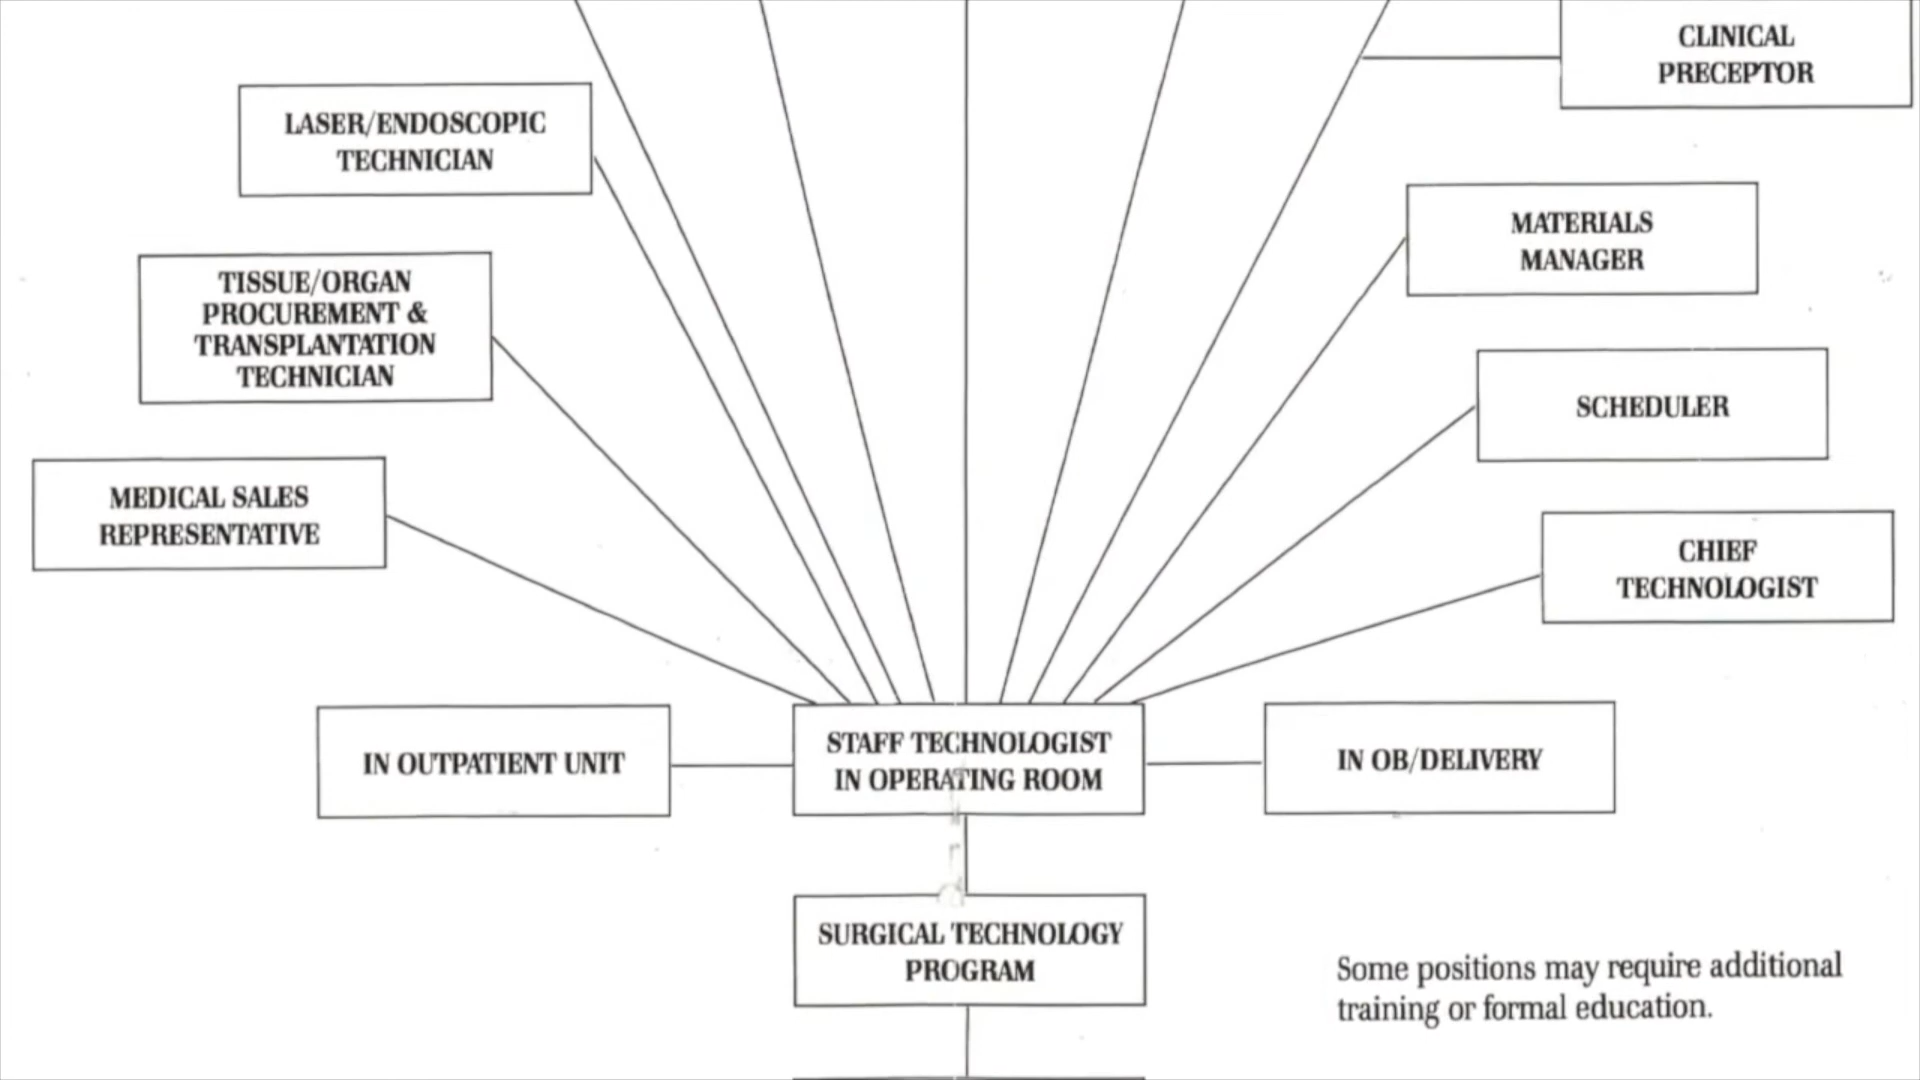 CLINICAL
PRECEPTOR
LASER/ENDOSCOPIC
TECHNICIAN
MATERIALS
MANAGER
TISSUE/ORGAN
PROCUREMENT &
TRANSPLANTATION
TECHNICIAN
SCHEDULER
MEDICAL SALES
REPRESENTATIVE
CHIEF
TECHNOLOGIST
IN OUTPATIENT UNIT
STAFF TECHNOLOGIST
IN OPERATING ROOM
IN OB/DELIVERY
SURGICAL TECHNOLOGY
PROGRAM
Some positions may require additional
training or formal education.